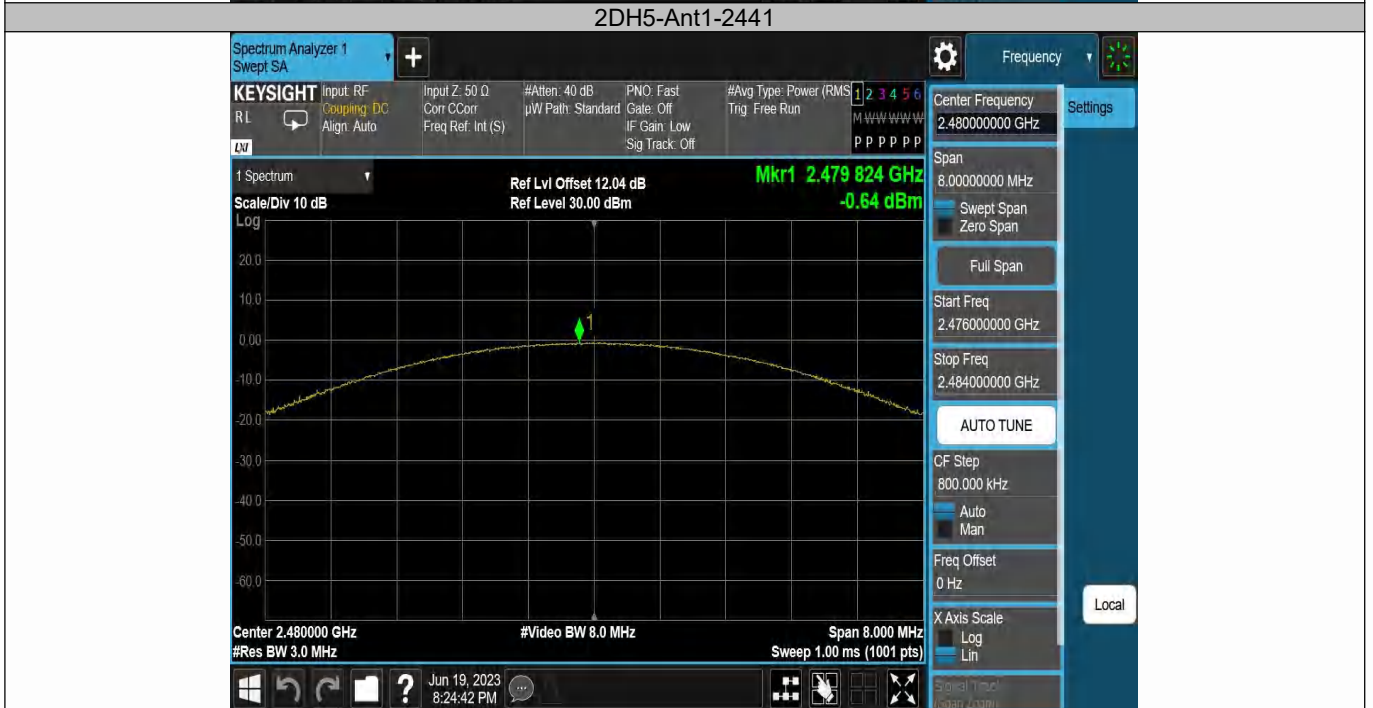 2DH5-Ant1-2441
Spectrum Analyzer 1
Swept SA
+
Frequency
KEYSIGHT
RL
LXI
Input: RF
Coupling: DC
Align: Auto
Input Z: 50 Ω
Corr CCorr
Freq Ref: Int (S)
#Atten: 40 dB
µW Path: Standard
PNO: Fast
Gate: Off
IF Gain: Low
Sig Track: Off
#Avg Type: Power (RMS
Trig: Free Run
1 2 3 4 5 6
M W W W W W
P P P P P P
Center Frequency
2.480000000 GHz
Settings
1 Spectrum
Scale/Div 10 dB
Ref Lvl Offset 12.04 dB
Ref Level 30.00 dBm
Mkr1 2.479 824 GHz
-0.64 dBm
Span
8.00000000 MHz
Swept Span
Zero Span
Full Span
Start Freq
2.476000000 GHz
Stop Freq
2.484000000 GHz
AUTO TUNE
CF Step
800.000 kHz
Auto
Man
Freq Offset
0 Hz
X Axis Scale
Log
Lin
Signal Track
(Span Zoom)
Local
Log
20.0
10.0
0.00
-10.0
-20.0
-30.0
-40.0
-50.0
-60.0
1
Center 2.480000 GHz
#Res BW 3.0 MHz
#Video BW 8.0 MHz
Span 8.000 MHz
Sweep 1.00 ms (1001 pts)
?
Jun 19, 2023
8:24:42 PM